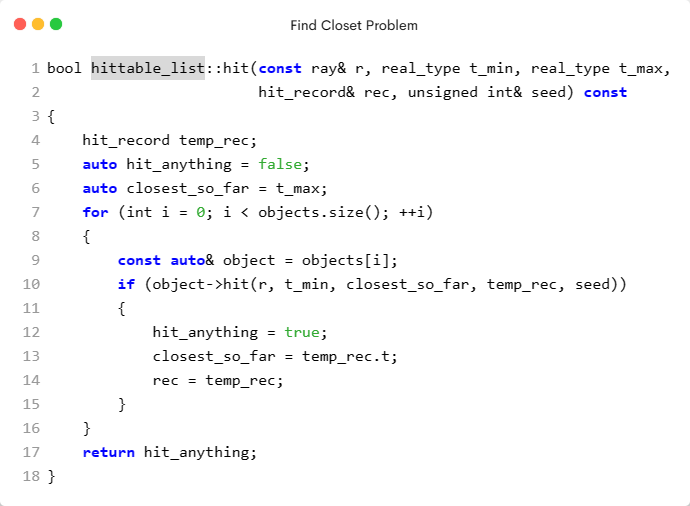 Find Closet Problem
1 bool hittable_list::hit(const ray& r, real_type t_min, real_type t_max,
2                         hit_record& rec, unsigned int& seed) const
3 {
4     hit_record temp_rec;
5     auto hit_anything = false;
6     auto closest_so_far = t_max;
7     for (int i = 0; i < objects.size(); ++i)
8     {
9         const auto& object = objects[i];
10         if (object->hit(r, t_min, closest_so_far, temp_rec, seed))
11         {
12             hit_anything = true;
13             closest_so_far = temp_rec.t;
14             rec = temp_rec;
15         }
16     }
17     return hit_anything;
18 }